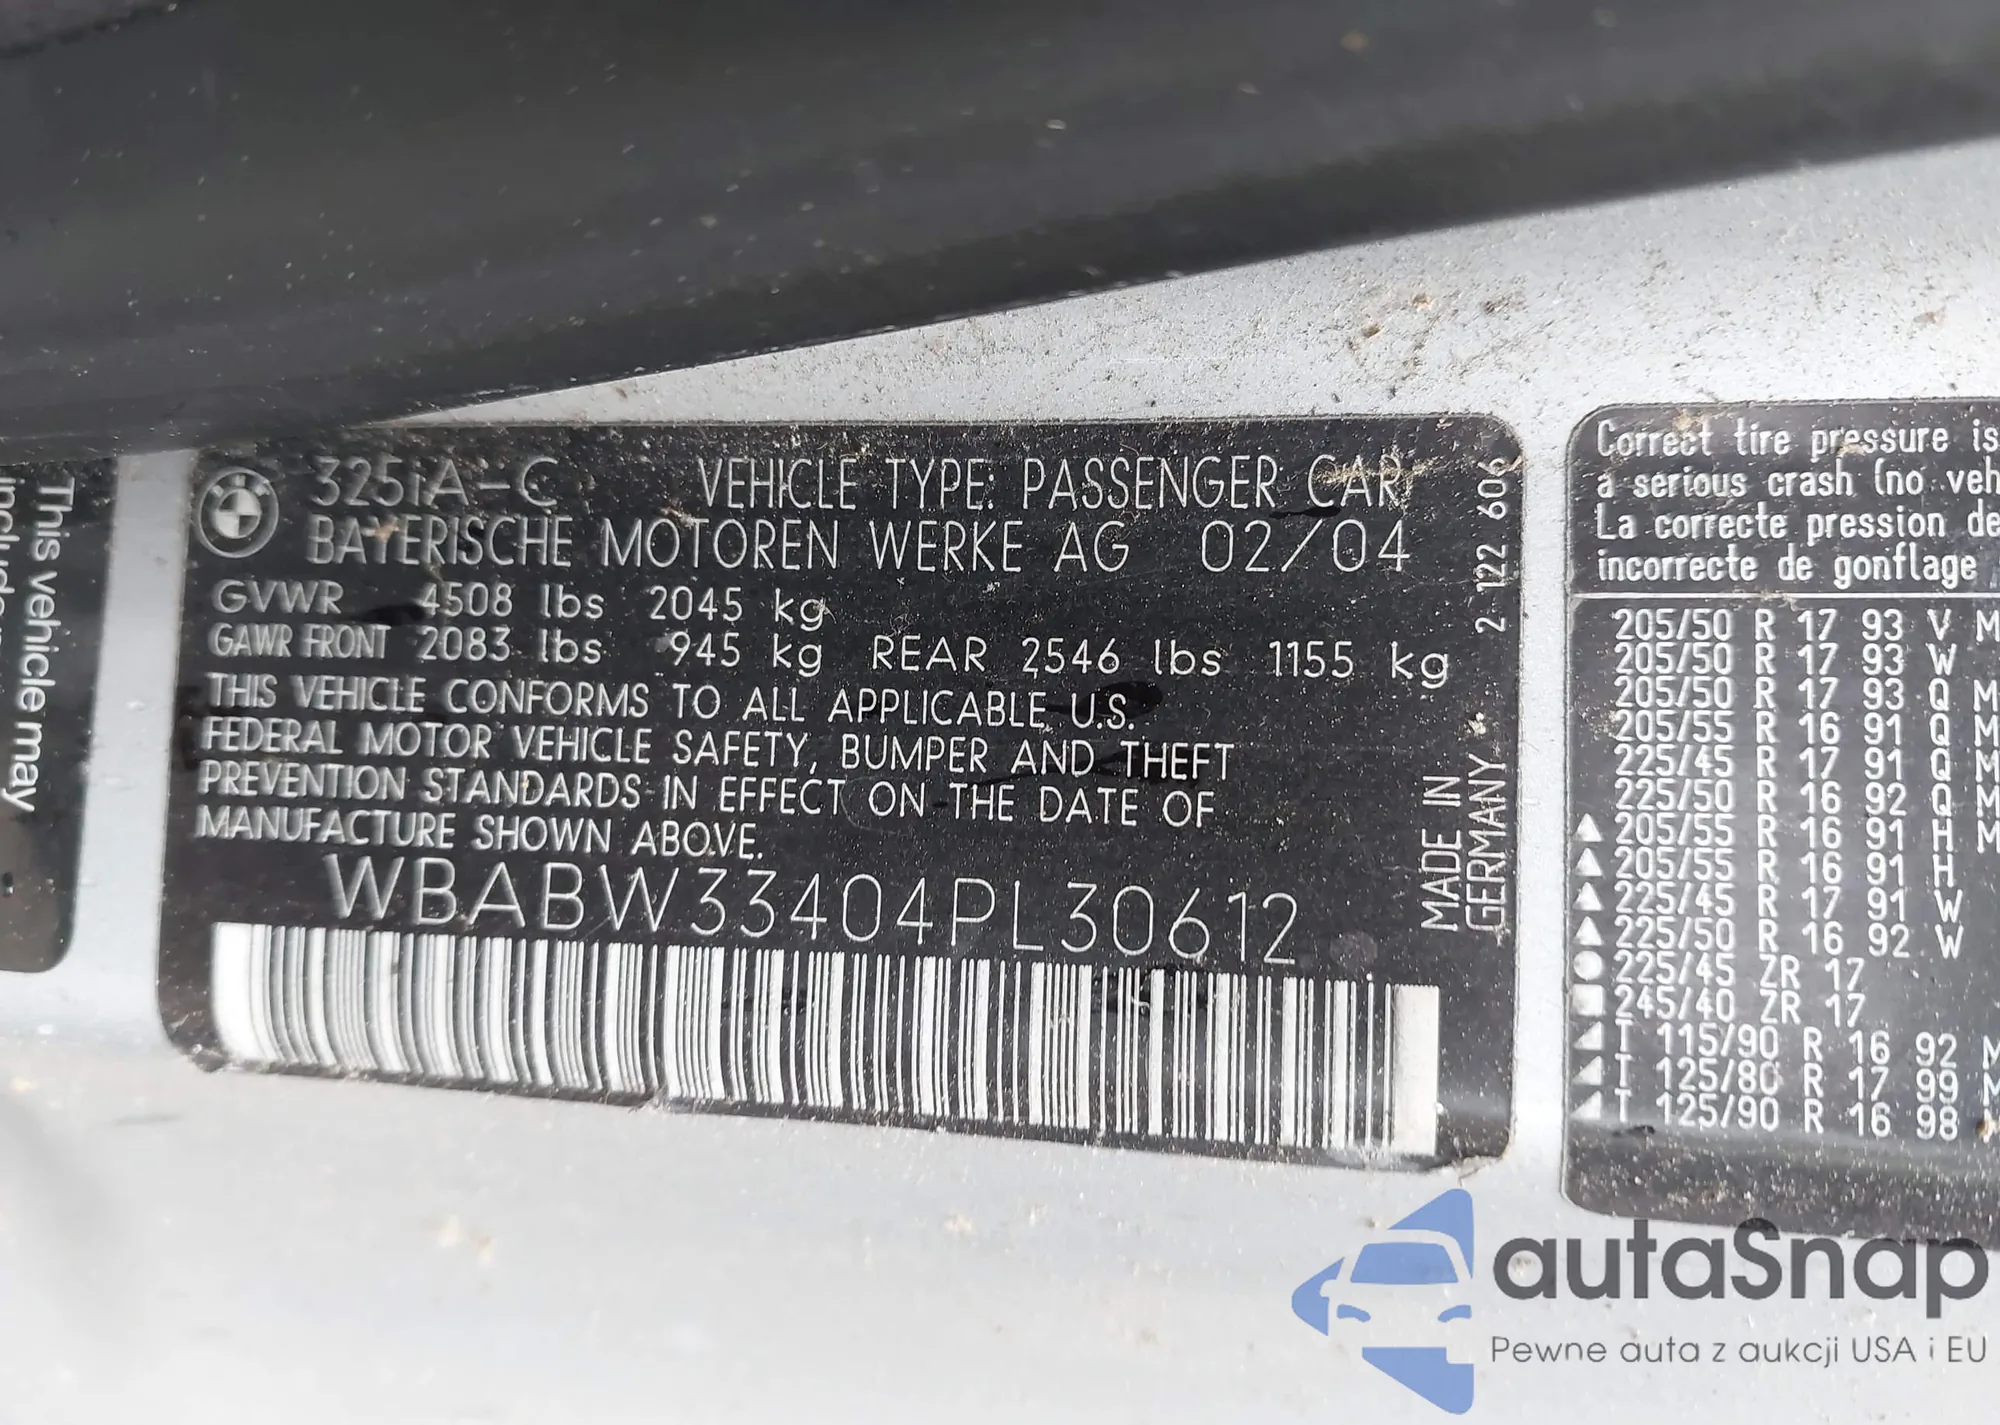 This vehicle may
325iA-C VEHICLE TYPE: PASSENGER CAR
BAYERISCHE MOTOREN WERKE AG 02/04
GVWR 4508 lbs 2045 kg
GAWR FRONT 2083 lbs 945 kg REAR 2546 lbs 1155 kg
THIS VEHICLE CONFORMS TO ALL APPLICABLE U.S.
FEDERAL MOTOR VEHICLE SAFETY, BUMPER AND THEFT
PREVENTION STANDARDS IN EFFECT ON THE DATE OF
MANUFACTURE SHOWN ABOVE.
WBABW33404PL30612
MADE IN
GERMANY
2 122 606
Correct tire pressure is
a serious crash (no veh
La correcte pression de
incorrecte de gonflage
205/50 R 17 93 V M
205/50 R 17 93 W
205/50 R 17 93 Q M
205/55 R 16 91 Q M
225/45 R 17 91 Q M
225/50 R 16 92 Q M
▲ 205/55 R 16 91 H M
▲ 205/55 R 16 91 H
▲ 225/45 R 17 91 W
▲ 225/50 R 16 92 W
● 225/45 ZR 17
■ 245/40 ZR 17
◢ T 115/90 R 16 92 M
◢ T 125/80 R 17 99 M
◢ T 125/90 R 16 98
autaSnap
Pewne auta z aukcji USA i EU